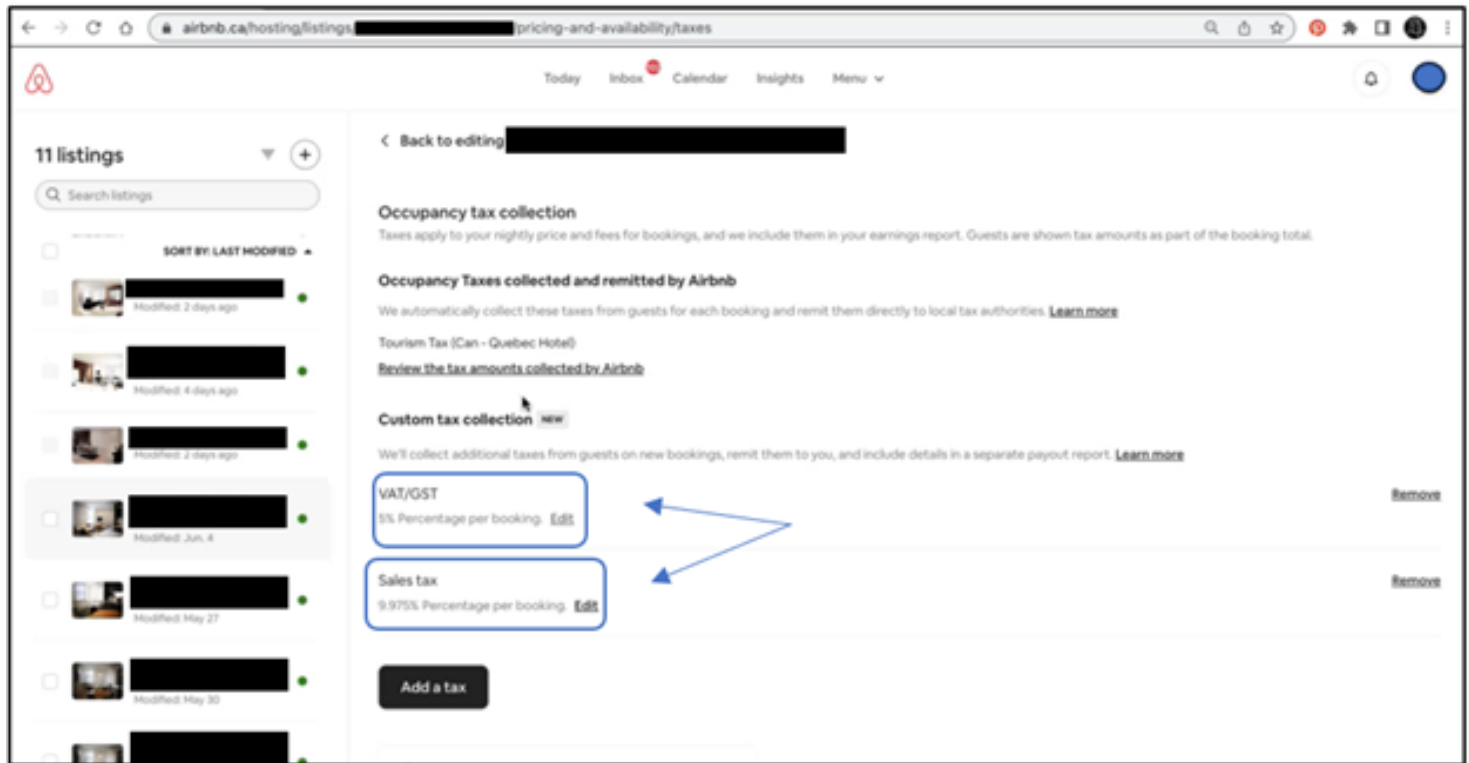 airbnb.ca/hosting/listings/ /pricing-and-availability/taxes
Today Inbox Calendar Insights Menu
11 listings
Search listings
SORT BY: LAST MODIFIED
Modified: 2 days ago
Modified: 4 days ago
Modified: 2 days ago
Modified: Jun. 4
Modified: May 27
Modified: May 30
Back to editing
Occupancy tax collection
Taxes apply to your nightly price and fees for bookings, and we include them in your earnings report. Guests are shown tax amounts as part of the booking total.
Occupancy Taxes collected and remitted by Airbnb
We automatically collect these taxes from guests for each booking and remit them directly to local tax authorities. Learn more
Tourism Tax (Can - Quebec Hotel)
Review the tax amounts collected by Airbnb
Custom tax collection NEW
We'll collect additional taxes from guests on new bookings, remit them to you, and include details in a separate payout report. Learn more
VAT/GST Remove
5% Percentage per booking. Edit
Sales tax Remove
9.975% Percentage per booking. Edit
Add a tax